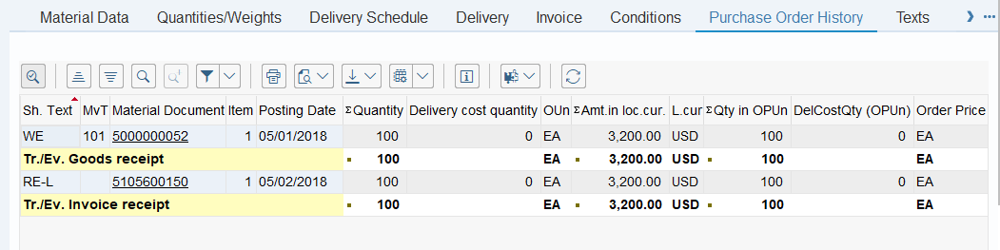 Material Data Quantities/Weights Delivery Schedule Delivery Invoice Conditions Purchase Order History Texts
Sh. Text MvT Material Document Item Posting Date Σ Quantity Delivery cost quantity OUn Σ Amt.in loc.cur. L.cur Σ Qty in OPUn DelCostQty (OPUn) Order Price
WE 101 5000000052 1 05/01/2018 100 0 EA 3,200.00 USD 100 0 EA
Tr./Ev. Goods receipt 100 EA 3,200.00 USD 100 EA
RE-L 5105600150 1 05/02/2018 100 0 EA 3,200.00 USD 100 0 EA
Tr./Ev. Invoice receipt 100 EA 3,200.00 USD 100 EA